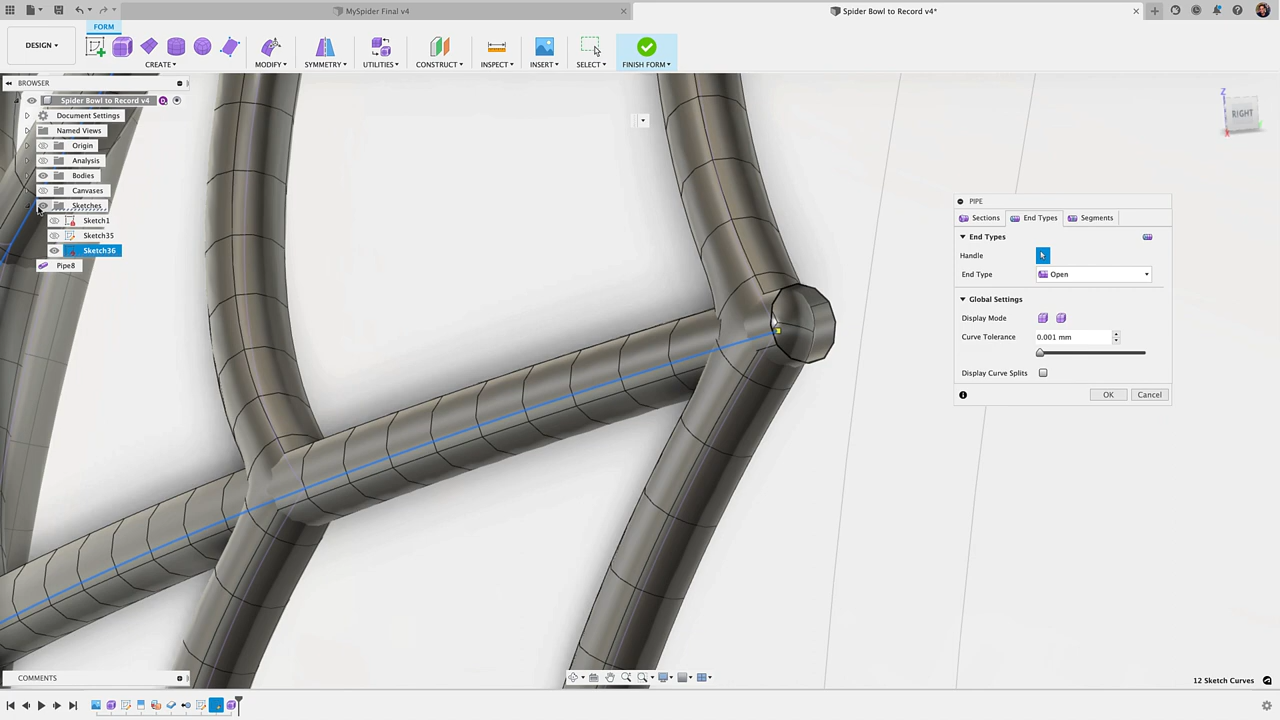 MySpider Final v4
Spider Bowl to Record v4*
FORM
DESIGN
CREATE
MODIFY
SYMMETRY
UTILITIES
CONSTRUCT
INSPECT
INSERT
SELECT
FINISH FORM
BROWSER
Spider Bowl to Record v4
Document Settings
Named Views
Origin
Analysis
Bodies
Canvases
Sketches
Sketch1
Sketch35
Sketch36
Pipe8
Z
RIGHT
PIPE
Sections
End Types
Segments
End Types
Handle
End Type
Open
Global Settings
Display Mode
Curve Tolerance
0.001 mm
Display Curve Splits
OK
Cancel
COMMENTS
12 Sketch Curves